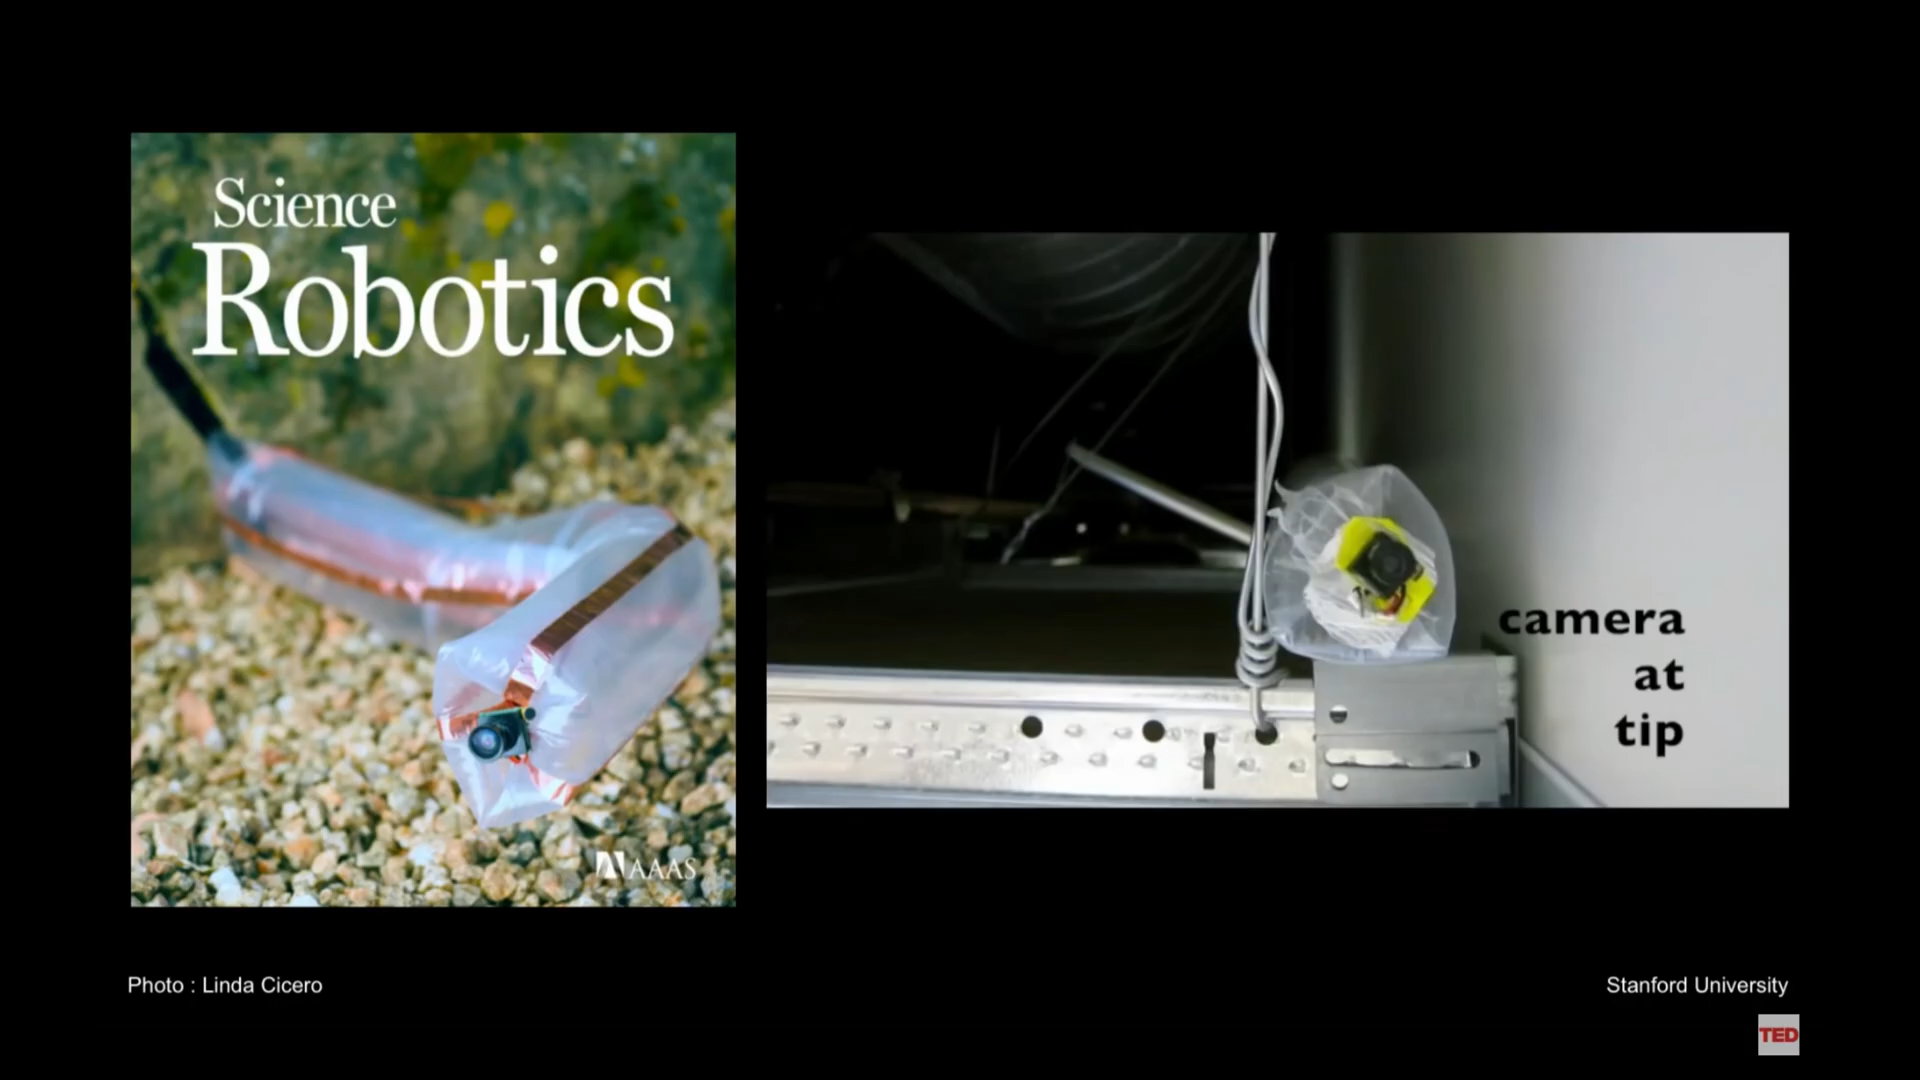 Science
Robotics
AAAS
camera
at
tip
Photo : Linda Cicero
Stanford University
TED